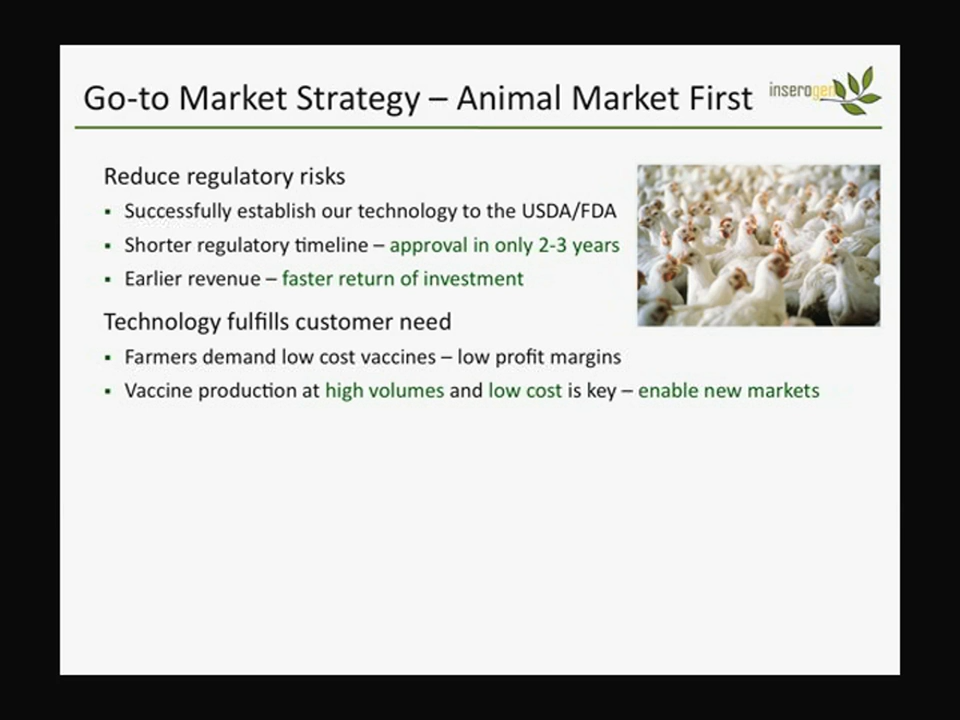 Go-to Market Strategy – Animal Market First
inserogen
Reduce regulatory risks
▪ Successfully establish our technology to the USDA/FDA
▪ Shorter regulatory timeline – approval in only 2-3 years
▪ Earlier revenue – faster return of investment
Technology fulfills customer need
▪ Farmers demand low cost vaccines – low profit margins
▪ Vaccine production at high volumes and low cost is key – enable new markets